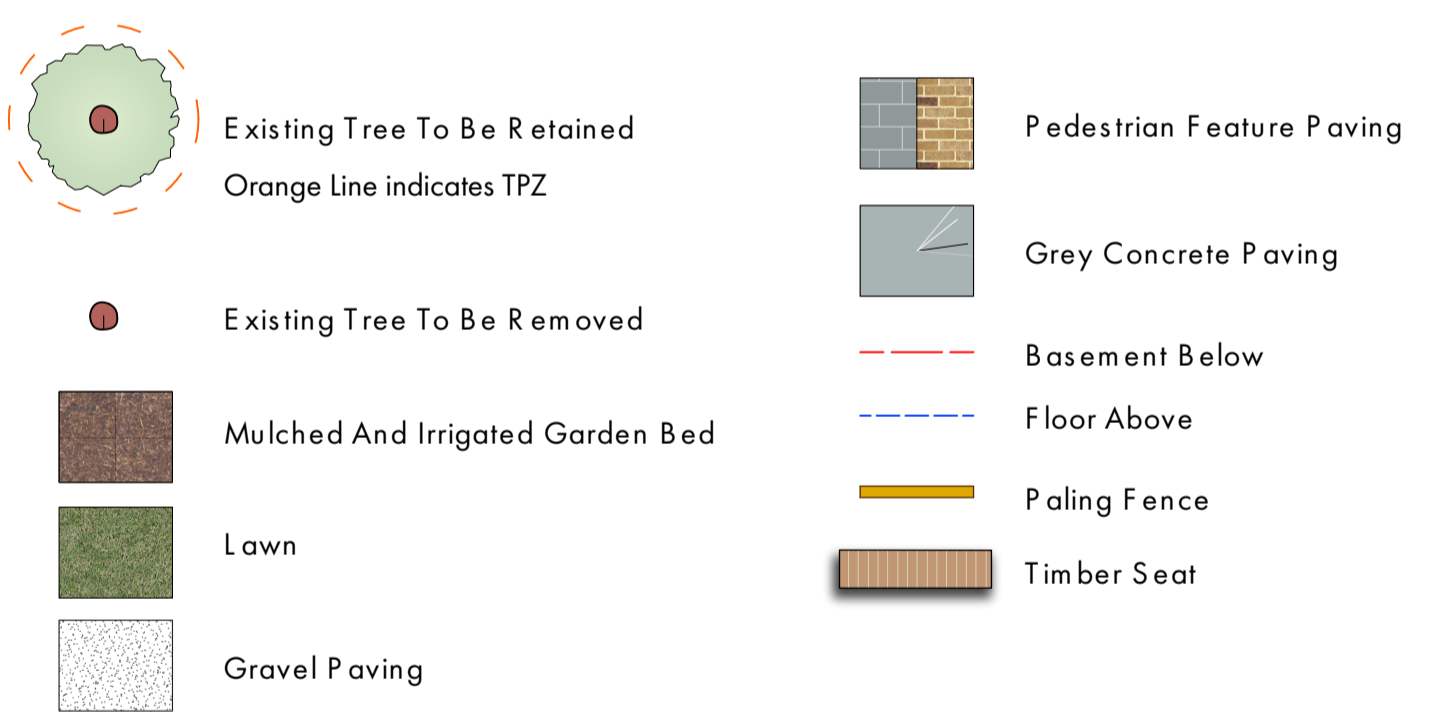 Existing Tree To Be Retained
Orange Line indicates TPZ
Existing Tree To Be Removed
Mulched And Irrigated Garden Bed
Lawn
Gravel Paving
Pedestrian Feature Paving
Grey Concrete Paving
Basement Below
Floor Above
Paling Fence
Timber Seat